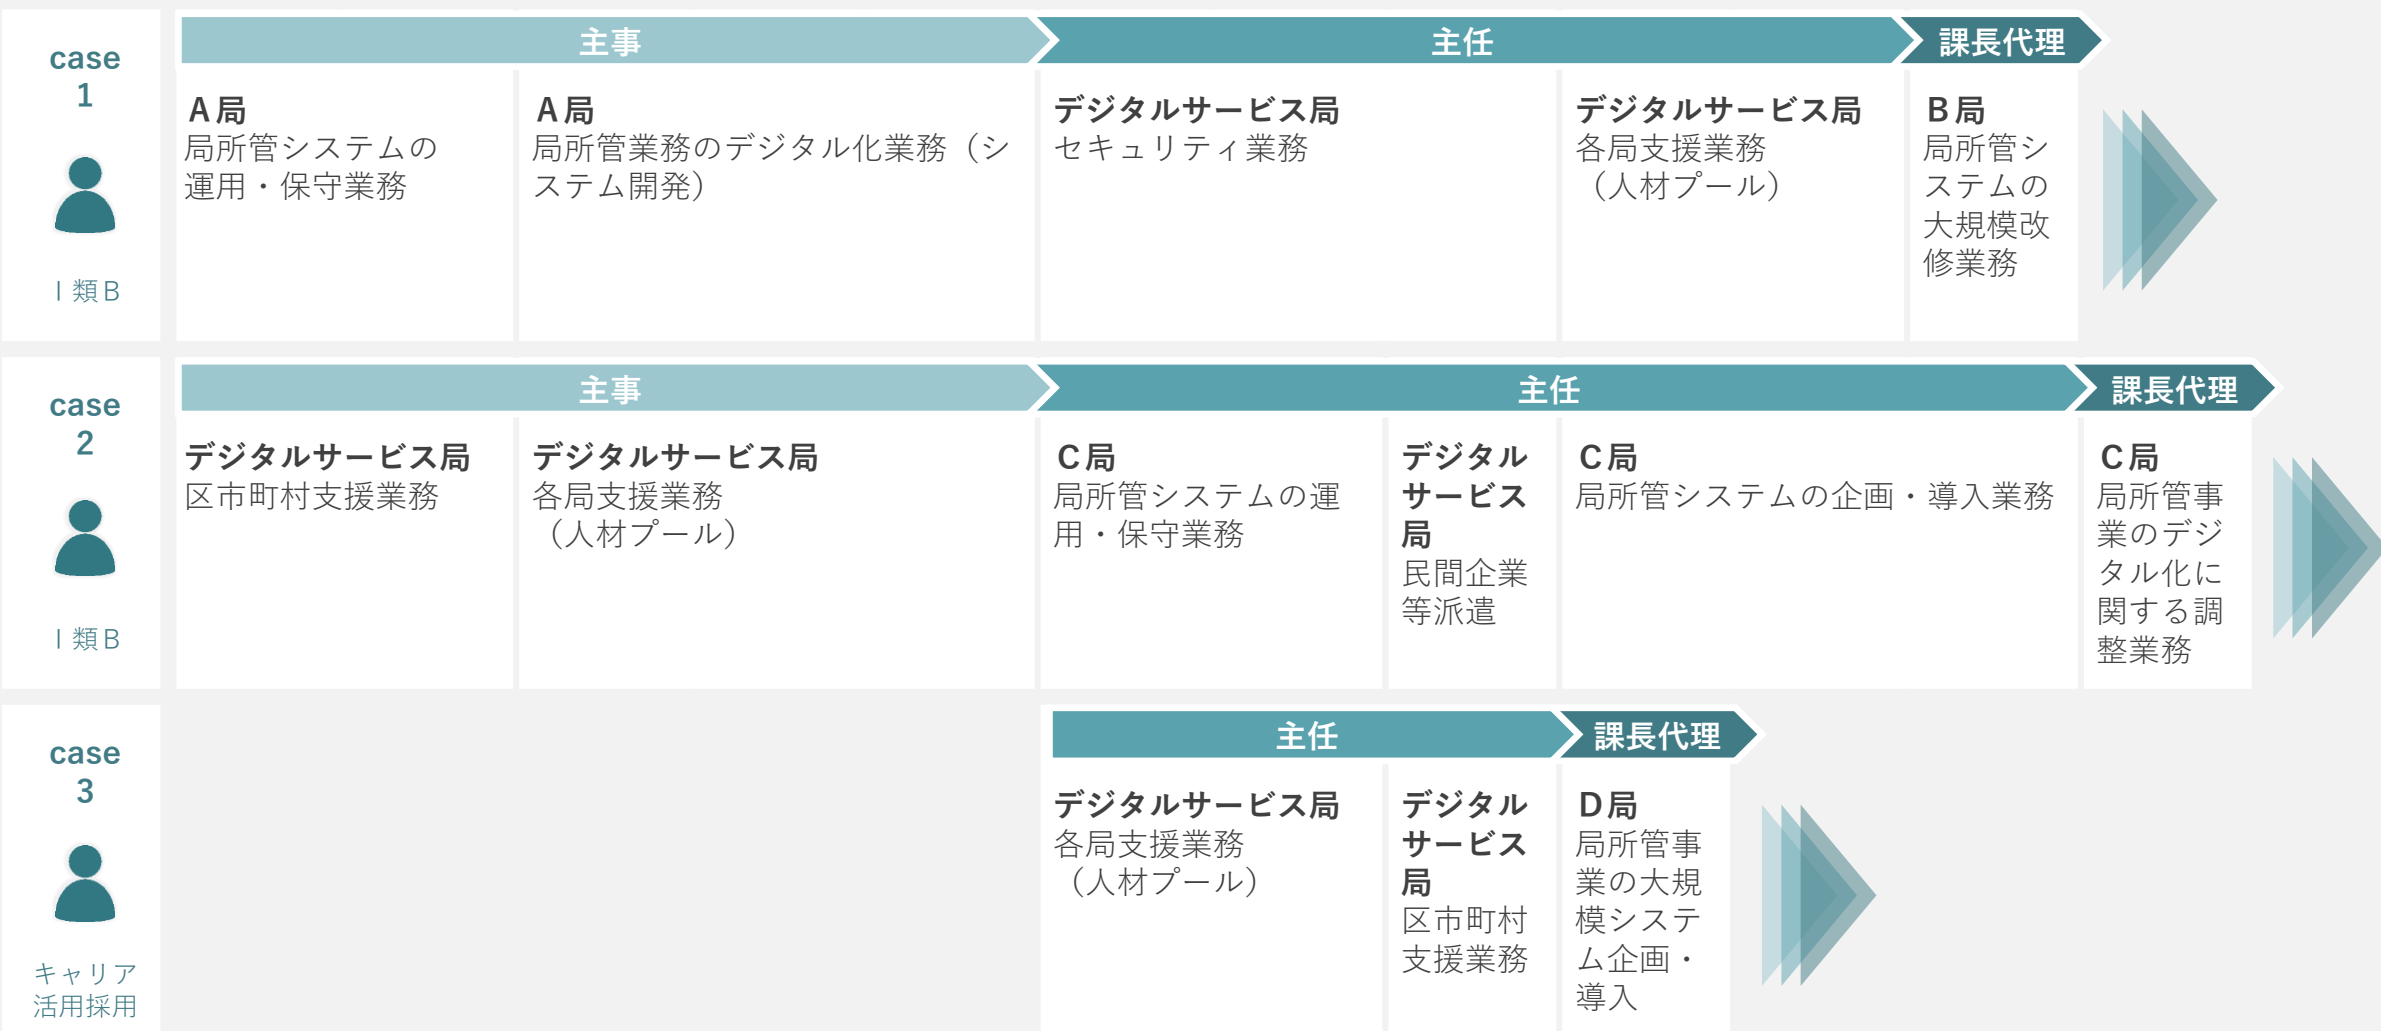 case
1
Ⅰ類B
主事
主任
課長代理
A局
局所管システムの
運用・保守業務
A局
局所管業務のデジタル化業務（シ
ステム開発）
デジタルサービス局
セキュリティ業務
デジタルサービス局
各局支援業務
（人材プール）
B局
局所管シ
ステムの
大規模改
修業務
case
2
Ⅰ類B
主事
主任
課長代理
デジタルサービス局
区市町村支援業務
デジタルサービス局
各局支援業務
（人材プール）
C局
局所管システムの運
用・保守業務
デジタル
サービス
局
民間企業
等派遣
C局
局所管システムの企画・導入業務
C局
局所管事
業のデジ
タル化に
関する調
整業務
case
3
キャリア
活用採用
主任
課長代理
デジタルサービス局
各局支援業務
（人材プール）
デジタル
サービス
局
区市町村
支援業務
D局
局所管事
業の大規
模システ
ム企画・
導入